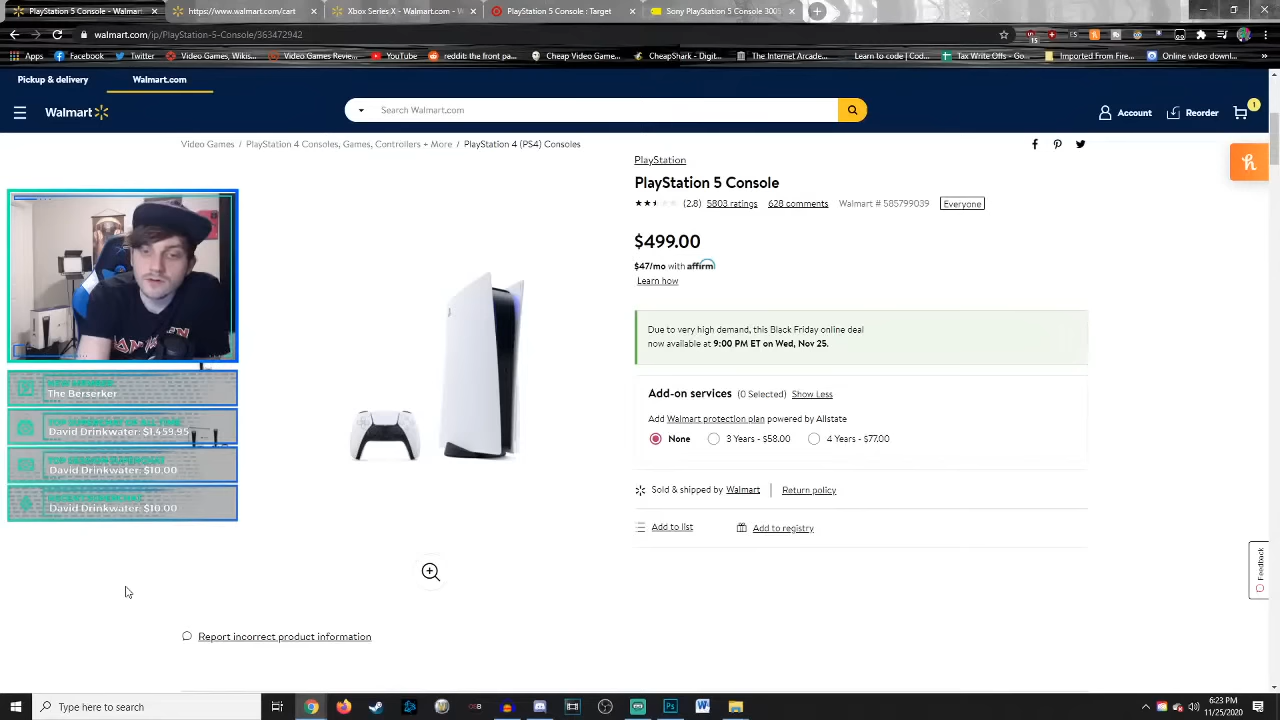 PlayStation 5 Console - Walmart.
https://www.walmart.com/cart
Xbox Series X - Walmart.com - W
PlayStation 5 Console : Target
Sony PlayStation 5 Console 3005
walmart.com/ip/PlayStation-5-Console/363472942
Apps
Facebook
Twitter
Video Games, Wikis...
Video Games Revie...
YouTube
reddit: the front pa...
Cheap Video Game...
CheapShark - Digit...
The Internet Arcade...
Learn to code | Cod...
Tax Write Offs - Go...
Imported From Fire...
Online video downl...
Pickup & delivery
Walmart.com
Walmart
Search Walmart.com
Account
Reorder
1
Video Games / PlayStation 4 Consoles, Games, Controllers + More / PlayStation 4 (PS4) Consoles
PlayStation
PlayStation 5 Console
(2.8) 5803 ratings 628 comments Walmart # 585799039 Everyone
$499.00
$47/mo with affirm
Learn how
Due to very high demand, this Black Friday online deal
now available at 9:00 PM ET on Wed, Nov 25.
Add-on services (0 Selected) Show Less
Add Walmart protection plan powered by Allstate
None 3 Years - $58.00 4 Years - $77.00
Sold & shipped by Walmart | Return policy
Add to list Add to registry
The Berserker
David Drinkwater: $1,459.95
David Drinkwater: $10.00
David Drinkwater: $10.00
Feedback
Report incorrect product information
Type here to search
6:23 PM
11/25/2020